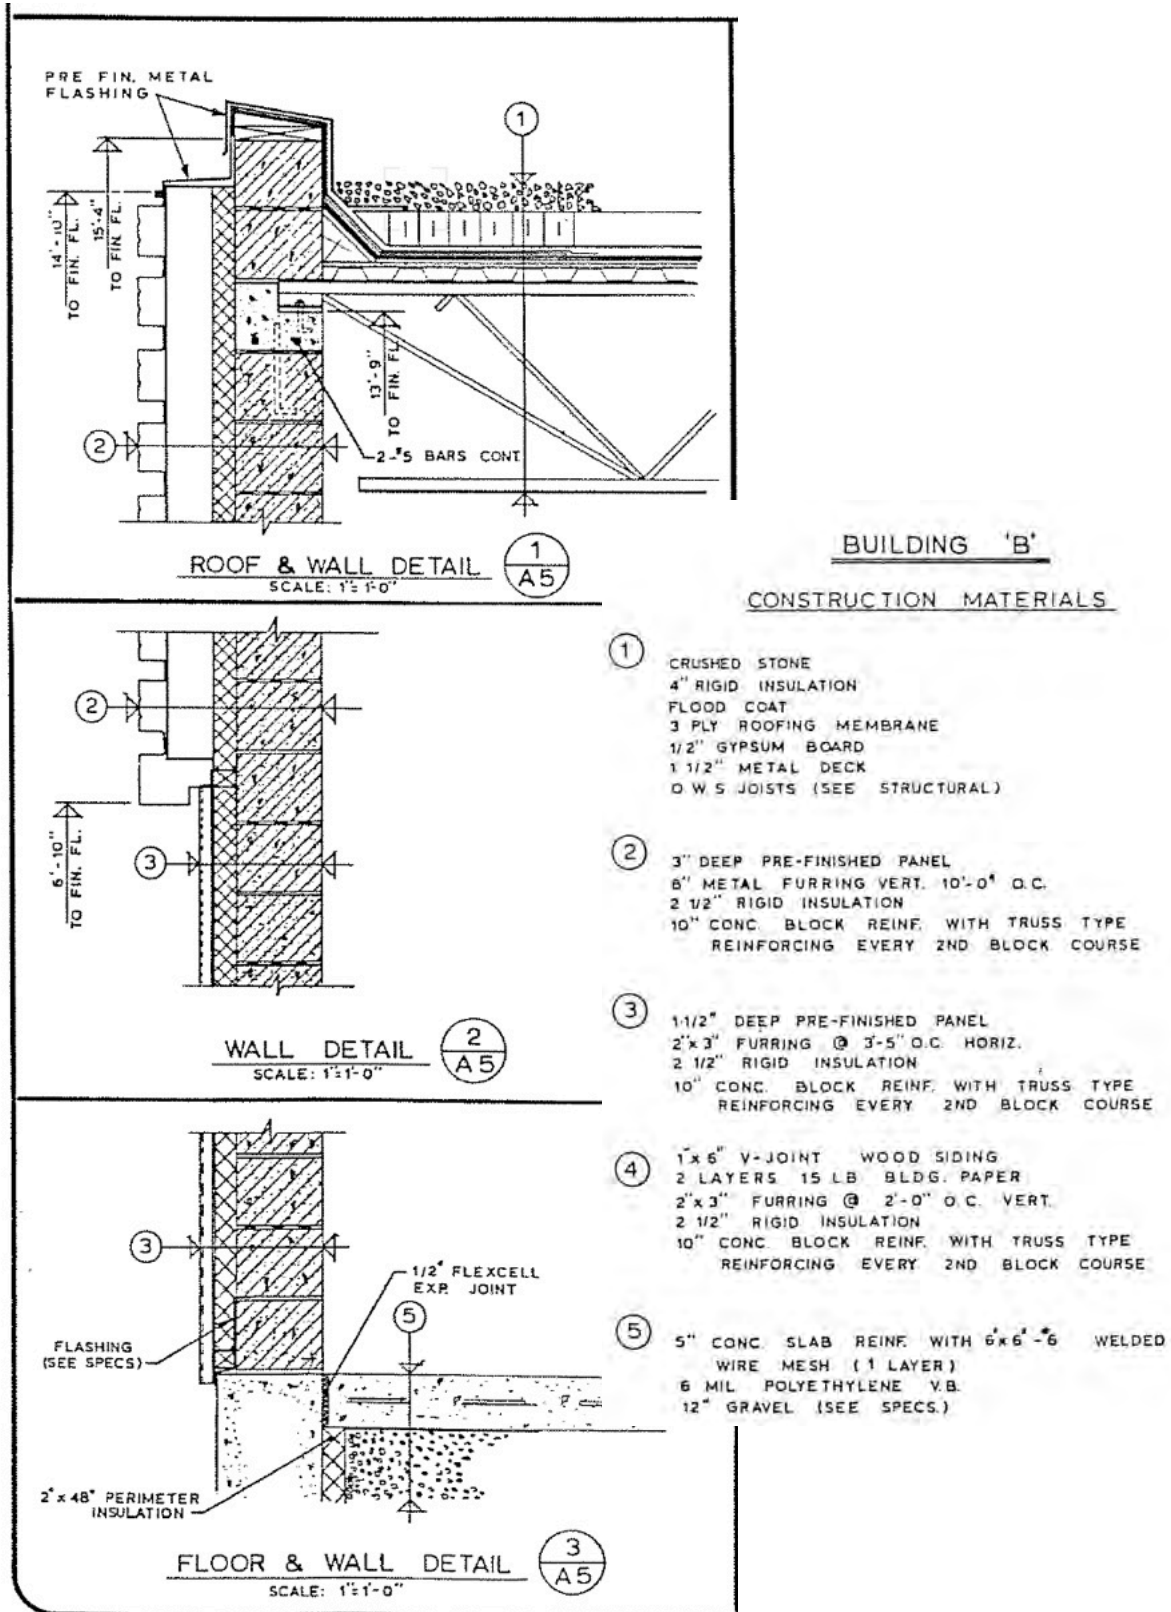 PRE FIN. METAL
FLASHING
1
15'-4"
TO FIN. FL.
14'-10"
TO FIN. FL.
13'-9"
TO FIN. FL.
2
2-#5 BARS CONT.
ROOF & WALL DETAIL
SCALE: 1"=1'-0"
1
A5
2
6'-10"
TO FIN. FL.
3
WALL DETAIL
SCALE: 1"=1'-0"
2
A5
3
1/2" FLEXCELL
EXP. JOINT
5
FLASHING
(SEE SPECS)
2"x48" PERIMETER
INSULATION
FLOOR & WALL DETAIL
SCALE: 1"=1'-0"
3
A5
BUILDING 'B'
CONSTRUCTION MATERIALS
1
CRUSHED STONE
4" RIGID INSULATION
FLOOD COAT
3 PLY ROOFING MEMBRANE
1/2" GYPSUM BOARD
1 1/2" METAL DECK
O.W.S JOISTS (SEE STRUCTURAL)
2
3" DEEP PRE-FINISHED PANEL
6" METAL FURRING VERT. 10'-0" O.C.
2 1/2" RIGID INSULATION
10" CONC. BLOCK REINF. WITH TRUSS TYPE
REINFORCING EVERY 2ND BLOCK COURSE
3
1-1/2" DEEP PRE-FINISHED PANEL
2"x3" FURRING @ 3'-5" O.C. HORIZ.
2 1/2" RIGID INSULATION
10" CONC. BLOCK REINF. WITH TRUSS TYPE
REINFORCING EVERY 2ND BLOCK COURSE
4
1"x6" V-JOINT WOOD SIDING
2 LAYERS 15 LB BLDG. PAPER
2"x3" FURRING @ 2'-0" O.C. VERT.
2 1/2" RIGID INSULATION
10" CONC. BLOCK REINF. WITH TRUSS TYPE
REINFORCING EVERY 2ND BLOCK COURSE
5
5" CONC. SLAB REINF. WITH 6"x6"-#6 WELDED
WIRE MESH (1 LAYER)
6 MIL POLYETHYLENE V.B.
12" GRAVEL (SEE SPECS.)